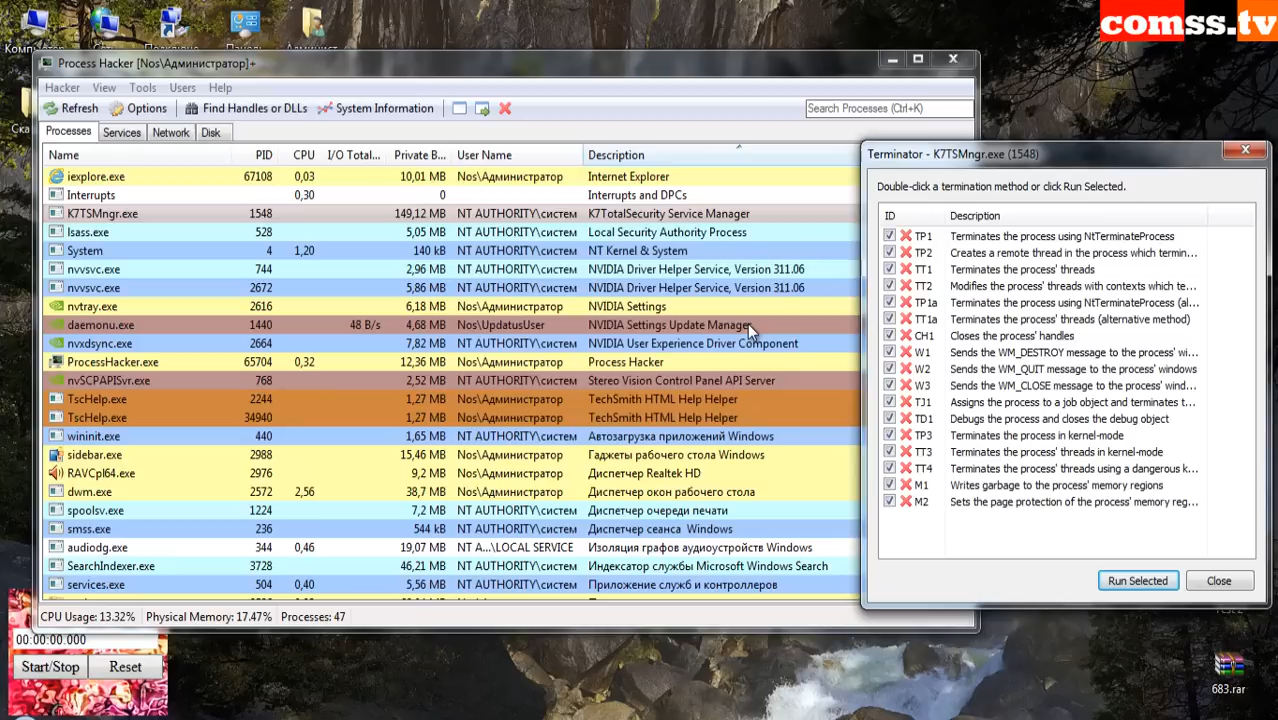 comss.tv
Process Hacker [Nos\Администратор]+
Hacker View Tools Users Help
Refresh Options Find Handles or DLLs System Information Search Processes (Ctrl+K)
Processes Services Network Disk
Name PID CPU I/O Total... Private B... User Name Description
iexplore.exe 67108 0,03 10,01 MB Nos\Администратор Internet Explorer
Interrupts 0,30 0 Interrupts and DPCs
K7TSMngr.exe 1548 149,12 MB NT AUTHORITY\систем K7TotalSecurity Service Manager
lsass.exe 528 5,05 MB NT AUTHORITY\систем Local Security Authority Process
System 4 1,20 140 kB NT AUTHORITY\систем NT Kernel & System
nvvsvc.exe 744 2,96 MB NT AUTHORITY\систем NVIDIA Driver Helper Service, Version 311.06
nvvsvc.exe 2672 5,86 MB NT AUTHORITY\систем NVIDIA Driver Helper Service, Version 311.06
nvtray.exe 2616 6,18 MB Nos\Администратор NVIDIA Settings
daemonu.exe 1440 48 B/s 4,68 MB Nos\UpdatusUser NVIDIA Settings Update Manager
nvxdsync.exe 2664 7,82 MB NT AUTHORITY\систем NVIDIA User Experience Driver Component
ProcessHacker.exe 65704 0,32 12,36 MB Nos\Администратор Process Hacker
nvSCPAPISvr.exe 768 2,52 MB NT AUTHORITY\систем Stereo Vision Control Panel API Server
TscHelp.exe 2244 1,27 MB Nos\Администратор TechSmith HTML Help Helper
TscHelp.exe 34940 1,27 MB Nos\Администратор TechSmith HTML Help Helper
wininit.exe 440 1,65 MB NT AUTHORITY\систем Автозагрузка приложений Windows
sidebar.exe 2988 15,46 MB Nos\Администратор Гаджеты рабочего стола Windows
RAVCpl64.exe 2976 9,2 MB Nos\Администратор Диспетчер Realtek HD
dwm.exe 2572 2,56 38,7 MB Nos\Администратор Диспетчер окон рабочего стола
spoolsv.exe 1224 7,2 MB NT AUTHORITY\систем Диспетчер очереди печати
smss.exe 236 544 kB NT AUTHORITY\систем Диспетчер сеанса Windows
audiodg.exe 344 0,46 19,07 MB NT A...\LOCAL SERVICE Изоляция графов аудиоустройств Windows
SearchIndexer.exe 3728 46,21 MB NT AUTHORITY\систем Индексатор службы Microsoft Windows Search
services.exe 504 0,40 5,56 MB NT AUTHORITY\систем Приложение служб и контроллеров
CPU Usage: 13.32% Physical Memory: 17.47% Processes: 47
Terminator - K7TSMngr.exe (1548)
Double-click a termination method or click Run Selected.
ID Description
TP1 Terminates the process using NtTerminateProcess
TP2 Creates a remote thread in the process which termin...
TT1 Terminates the process' threads
TT2 Modifies the process' threads with contexts which te...
TP1a Terminates the process using NtTerminateProcess (al...
TT1a Terminates the process' threads (alternative method)
CH1 Closes the process' handles
W1 Sends the WM_DESTROY message to the process' wi...
W2 Sends the WM_QUIT message to the process' windows
W3 Sends the WM_CLOSE message to the process' wind...
TJ1 Assigns the process to a job object and terminates t...
TD1 Debugs the process and closes the debug object
TP3 Terminates the process in kernel-mode
TT3 Terminates the process' threads in kernel-mode
TT4 Terminates the process' threads using a dangerous k...
M1 Writes garbage to the process' memory regions
M2 Sets the page protection of the process' memory reg...
Run Selected Close
00:00:00.000
Start/Stop Reset
683.rar